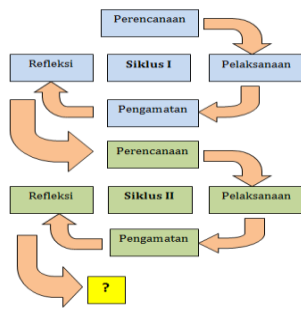 Perencanaan
Refleksi
Siklus I
Pelaksanaan
Pengamatan
Perencanaan
Refleksi
Siklus II
Pelaksanaan
Pengamatan
?